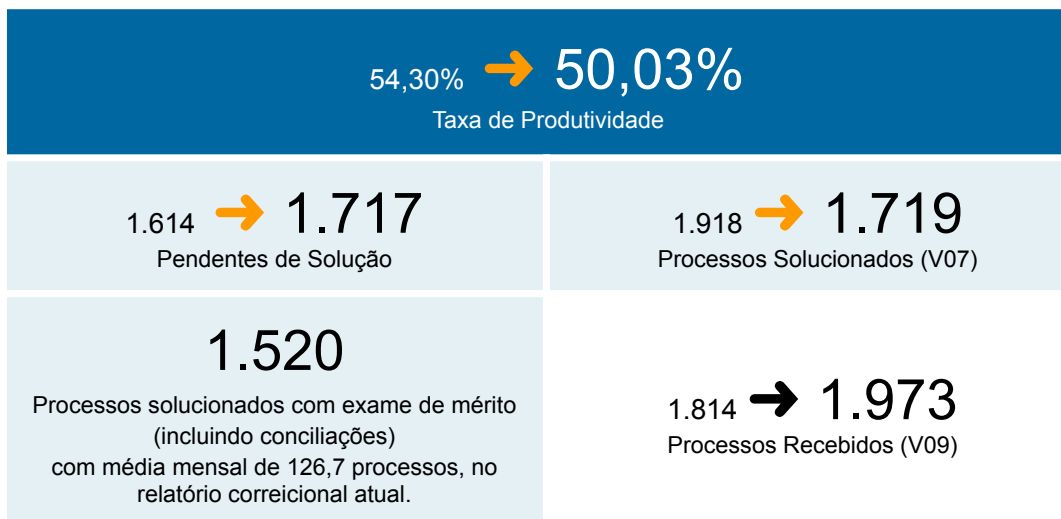 54,30% → 50,03%
Taxa de Produtividade
1.614 → 1.717
Pendentes de Solução
1.918 → 1.719
Processos Solucionados (V07)
1.520
Processos solucionados com exame de mérito
(incluindo conciliações)
com média mensal de 126,7 processos, no
relatório correicional atual.
1.814 → 1.973
Processos Recebidos (V09)